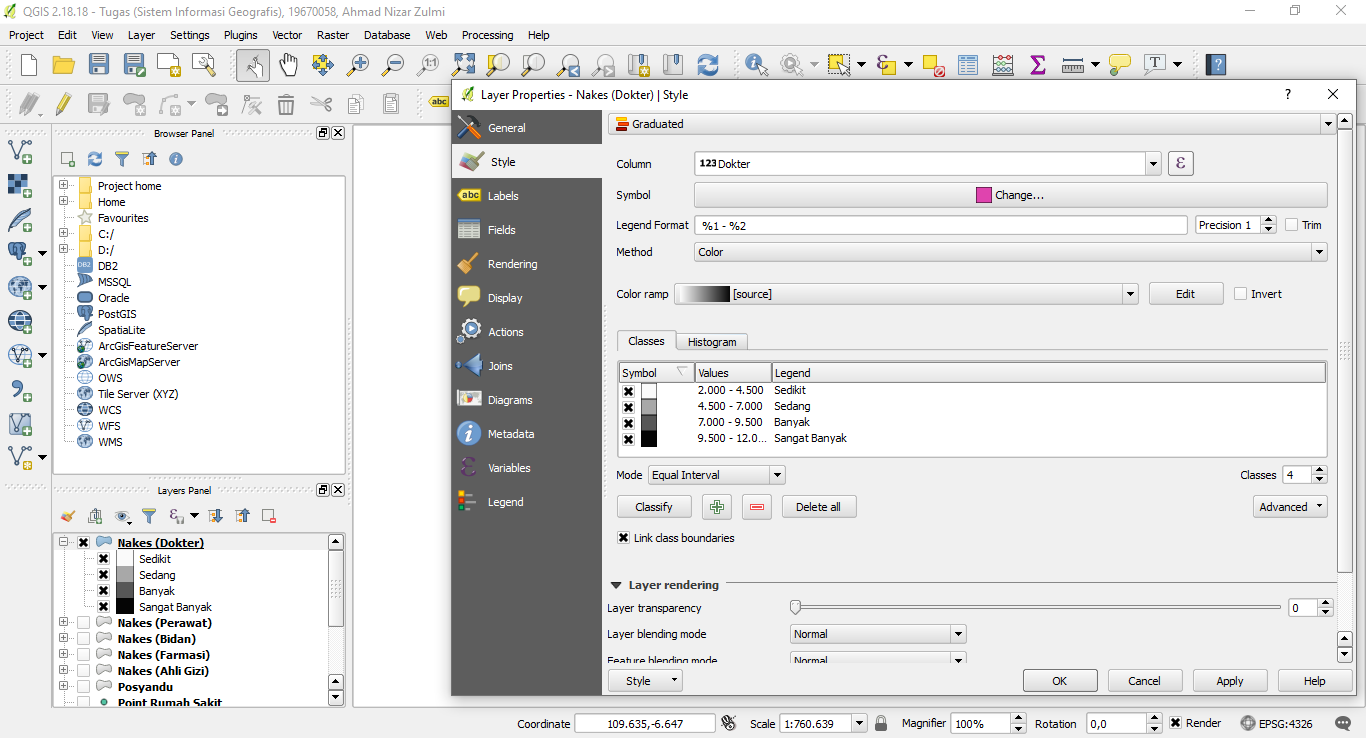 QGIS 2.18.18 - Tugas (Sistem Informasi Geografis), 19670058, Ahmad Nizar Zulmi
Project Edit View Layer Settings Plugins Vector Raster Database Web Processing Help
abc
Browser Panel
Project home
Home
Favourites
C:/
D:/
DB2
MSSQL
Oracle
PostGIS
SpatiaLite
ArcGisFeatureServer
ArcGisMapServer
OWS
Tile Server (XYZ)
WCS
WFS
WMS
Layers Panel
Nakes (Dokter)
Sedikit
Sedang
Banyak
Sangat Banyak
Nakes (Perawat)
Nakes (Bidan)
Nakes (Farmasi)
Nakes (Ahli Gizi)
Posyandu
Point Rumah Sakit
Layer Properties - Nakes (Dokter) | Style
General
Style
abc Labels
Fields
Rendering
Display
Actions
Joins
Diagrams
Metadata
Variables
Legend
Graduated
Column 123 Dokter ε
Symbol Change...
Legend Format %1 - %2 Precision 1 Trim
Method Color
Color ramp [source] Edit Invert
Classes Histogram
Symbol Values Legend
2.000 - 4.500 Sedikit
4.500 - 7.000 Sedang
7.000 - 9.500 Banyak
9.500 - 12.0... Sangat Banyak
Mode Equal Interval Classes 4
Classify Delete all Advanced
Link class boundaries
Layer rendering
Layer transparency 0
Layer blending mode Normal
Feature blending mode Normal
Style OK Cancel Apply Help
Coordinate 109.635,-6.647 Scale 1:760.639 Magnifier 100% Rotation 0,0 Render EPSG:4326